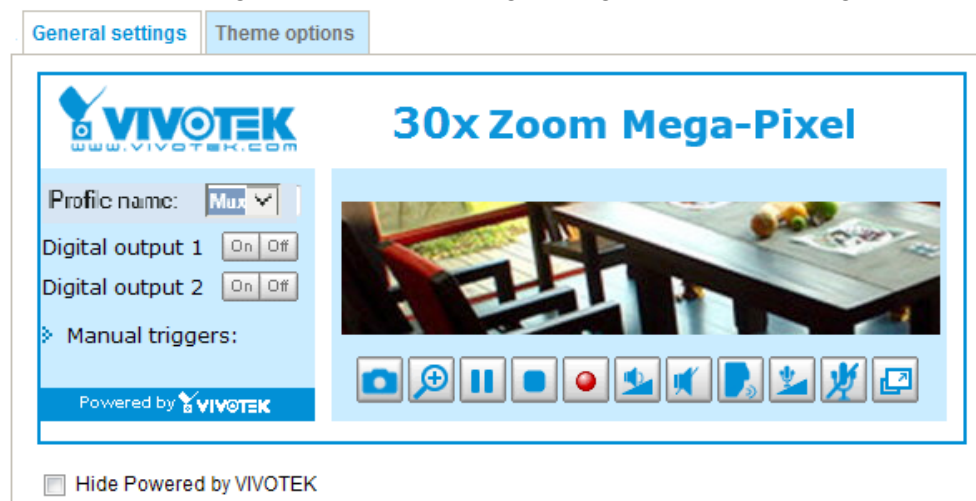 General settings
Theme options
VIVOTEK
www.vivotek.com
30x Zoom Mega-Pixel
Profile name: Mux
Digital output 1 On Off
Digital output 2 On Off
Manual triggers:
Powered by VIVOTEK
Hide Powered by VIVOTEK